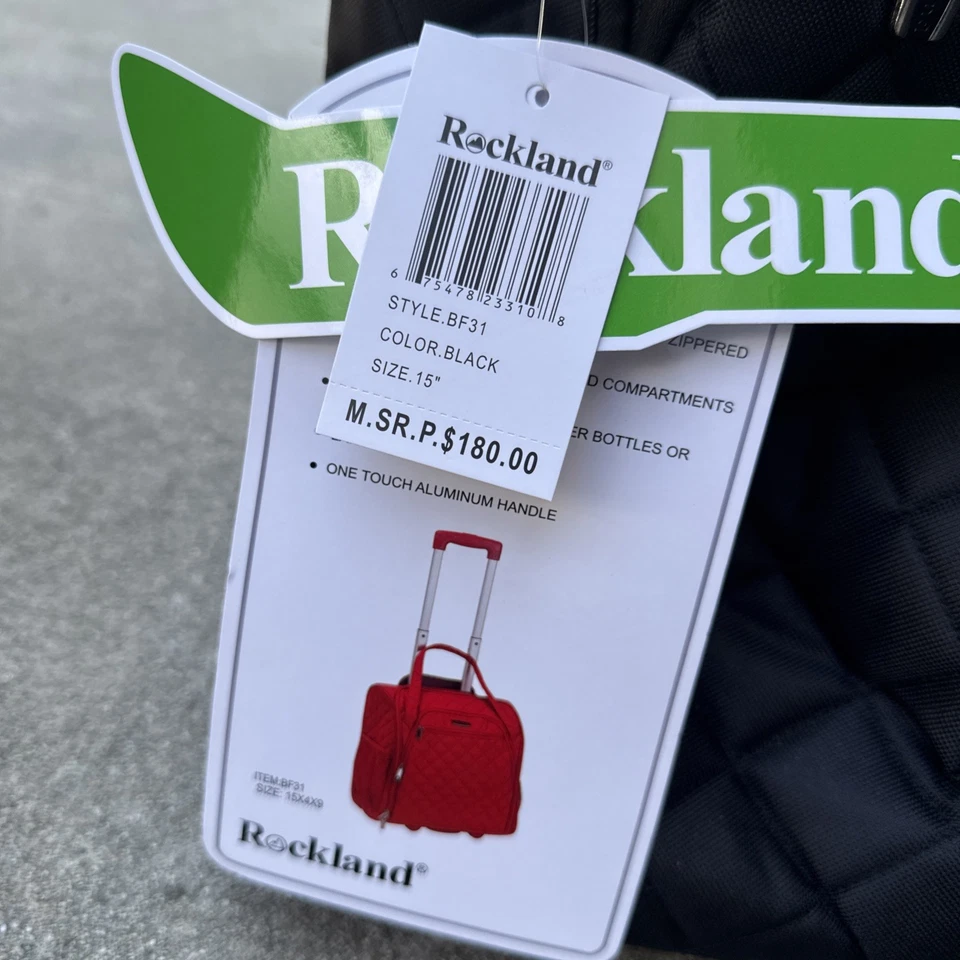 Rockland®
6 75478 23310 8
STYLE.BF31
COLOR.BLACK
SIZE.15"
M.SR.P.$180.00
R kland
ZIPPERED
D COMPARTMENTS
ER BOTTLES OR
• ONE TOUCH ALUMINUM HANDLE
ITEM.BF31
SIZE: 15X4X9
Rockland®